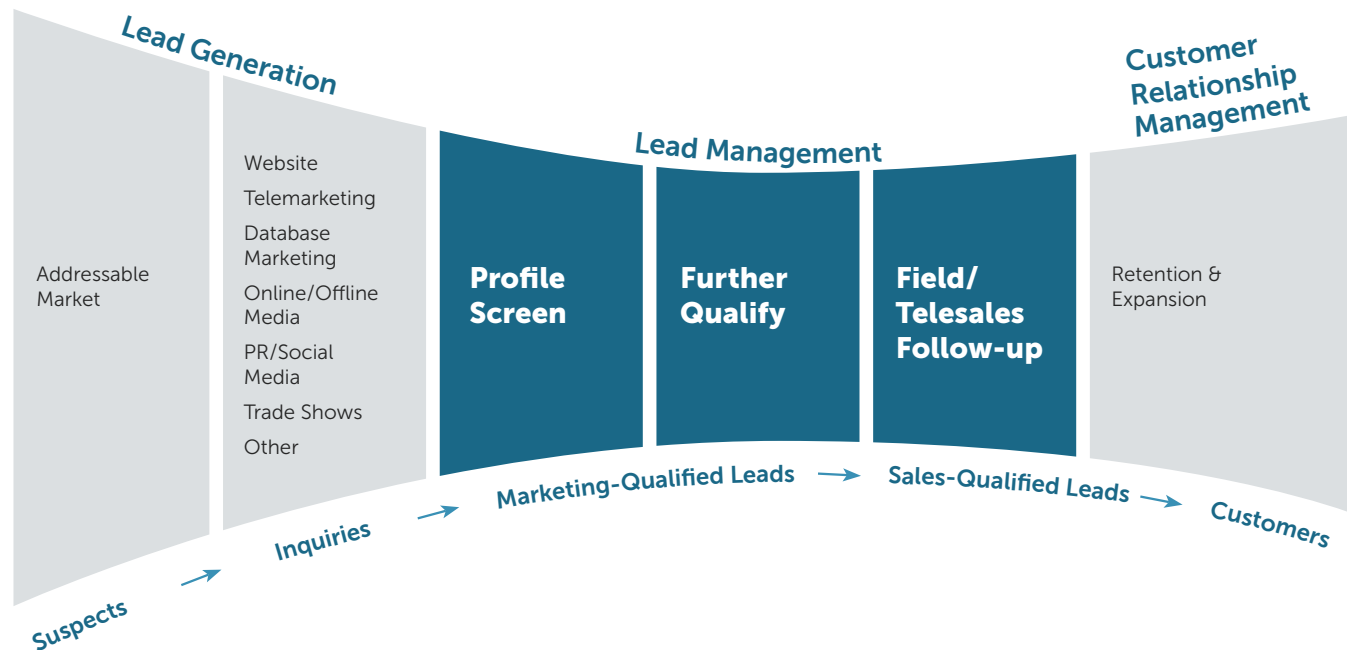 Lead Generation
Addressable
Market
Website
Telemarketing
Database
Marketing
Online/Offline
Media
PR/Social
Media
Trade Shows
Other
Lead Management
Profile
Screen
Further
Qualify
Field/
Telesales
Follow-up
Customer
Relationship
Management
Retention &
Expansion
Suspects
Inquiries
Marketing-Qualified Leads
Sales-Qualified Leads
Customers